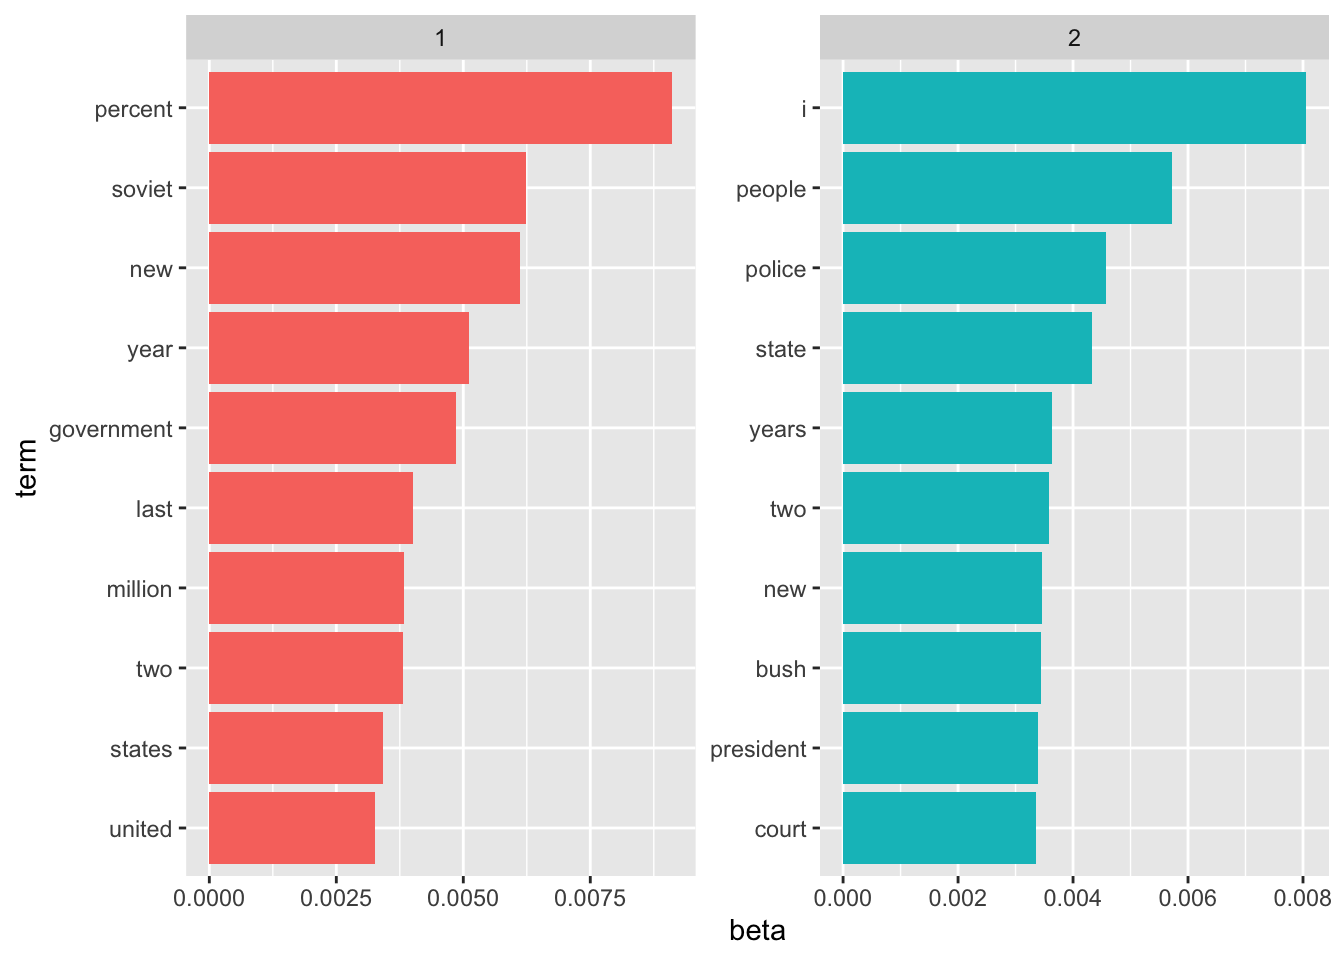 1
2
term
percent
soviet
new
year
government
last
million
two
states
united
0.0000 0.0025 0.0050 0.0075
i
people
police
state
years
two
new
bush
president
court
0.000 0.002 0.004 0.006 0.008
beta